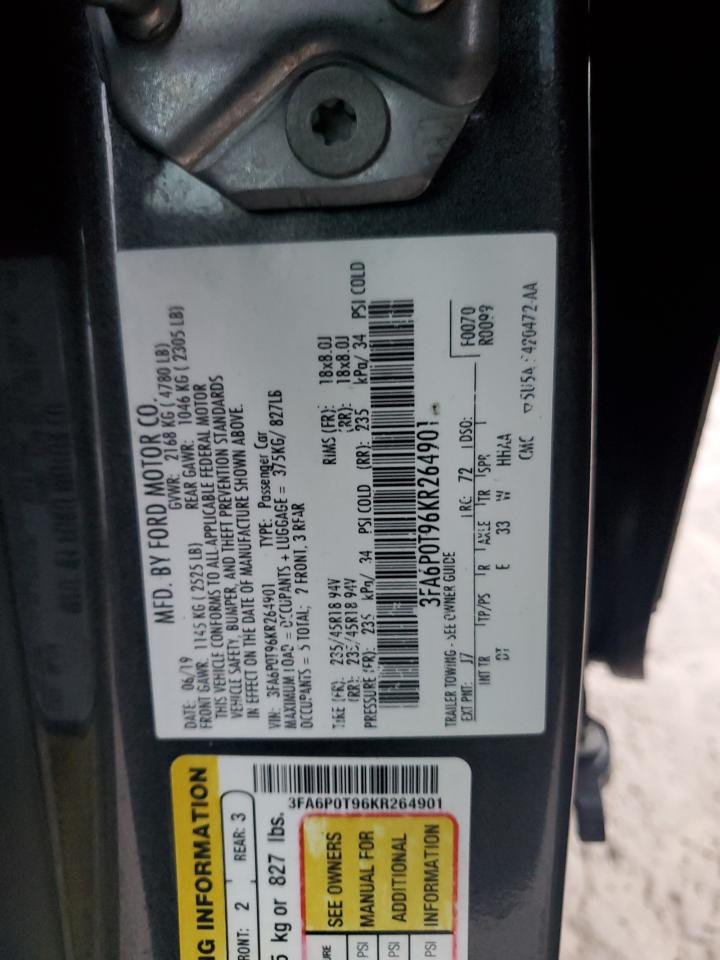 MFD. BY FORD MOTOR CO.
DATE: 06/19 GVWR: 2168 KG ( 4780 LB)
FRONT GAWR: 1145 KG ( 2525 LB) REAR GAWR: 1046 KG ( 2305 LB)
THIS VEHICLE CONFORMS TO ALL APPLICABLE FEDERAL MOTOR
VEHICLE SAFETY, BUMPER, AND THEFT PREVENTION STANDARDS
IN EFFECT ON THE DATE OF MANUFACTURE SHOWN ABOVE.
VIN: 3FA6P0T96KR264901 TYPE: Passenger Car
MAXIMUM LOAD = OCCUPANTS + LUGGAGE = 375KG/ 827LB
OCCUPANTS = 5 TOTAL; 2 FRONT, 3 REAR
TIRE (FR): 235/45R18 94V RIMS (FR): 18x8.0J
(RR): 235/45R18 94V (RR): 18x8.0J
PRESSURE (FR): 235 kPa/ 34 PSI COLD (RR): 235 kPa/ 34 PSI COLD
3FA6P0T96KR264901
TRAILER TOWING - SEE OWNER GUIDE
EXT PNT: J7 RC: 72 DSO: F0070
R0099
INT TR TP/PS R AXLE TR SPR
DT E 33 W HHAA
CMC
3FA6P0T96KR264901
NG INFORMATION
RONT: 2 REAR: 3
5 kg or 827 lbs.
SEE OWNERS
MANUAL FOR
ADDITIONAL
INFORMATION
URE
PSI
PSI
PSI